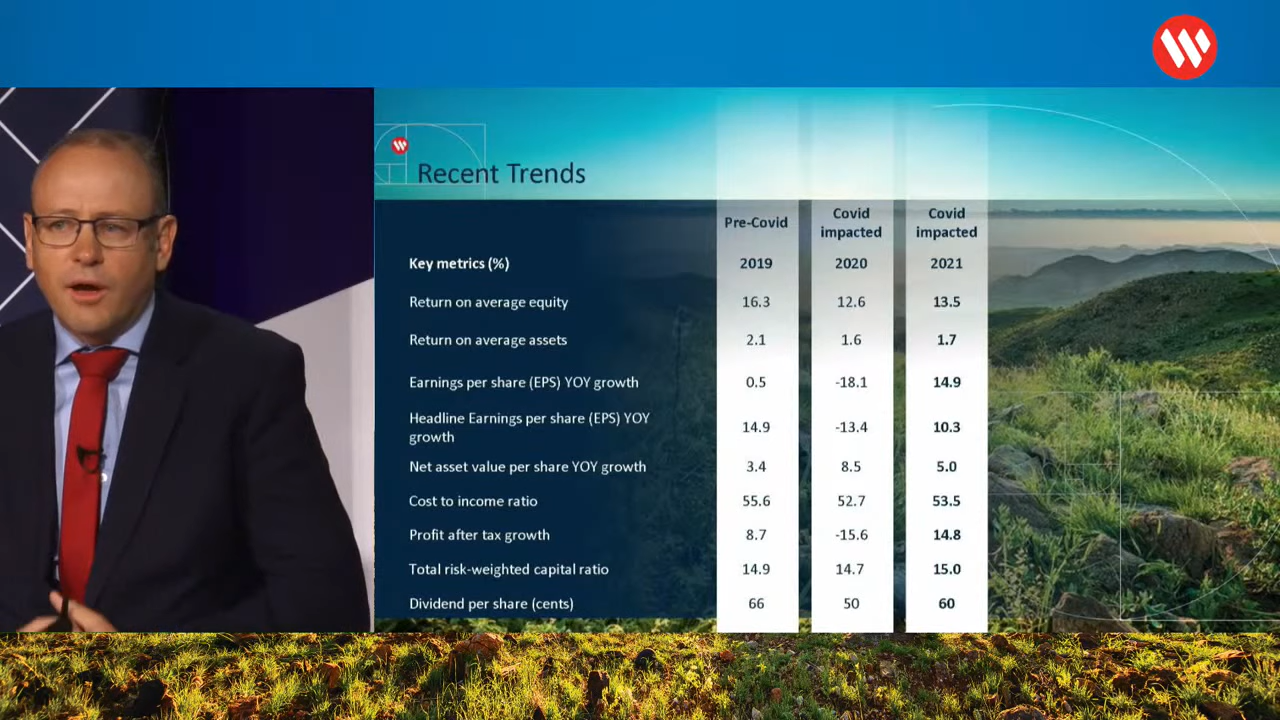 Recent Trends
Pre-Covid Covid impacted Covid impacted
Key metrics (%) 2019 2020 2021
Return on average equity 16.3 12.6 13.5
Return on average assets 2.1 1.6 1.7
Earnings per share (EPS) YOY growth 0.5 -18.1 14.9
Headline Earnings per share (EPS) YOY
growth 14.9 -13.4 10.3
Net asset value per share YOY growth 3.4 8.5 5.0
Cost to income ratio 55.6 52.7 53.5
Profit after tax growth 8.7 -15.6 14.8
Total risk-weighted capital ratio 14.9 14.7 15.0
Dividend per share (cents) 66 50 60